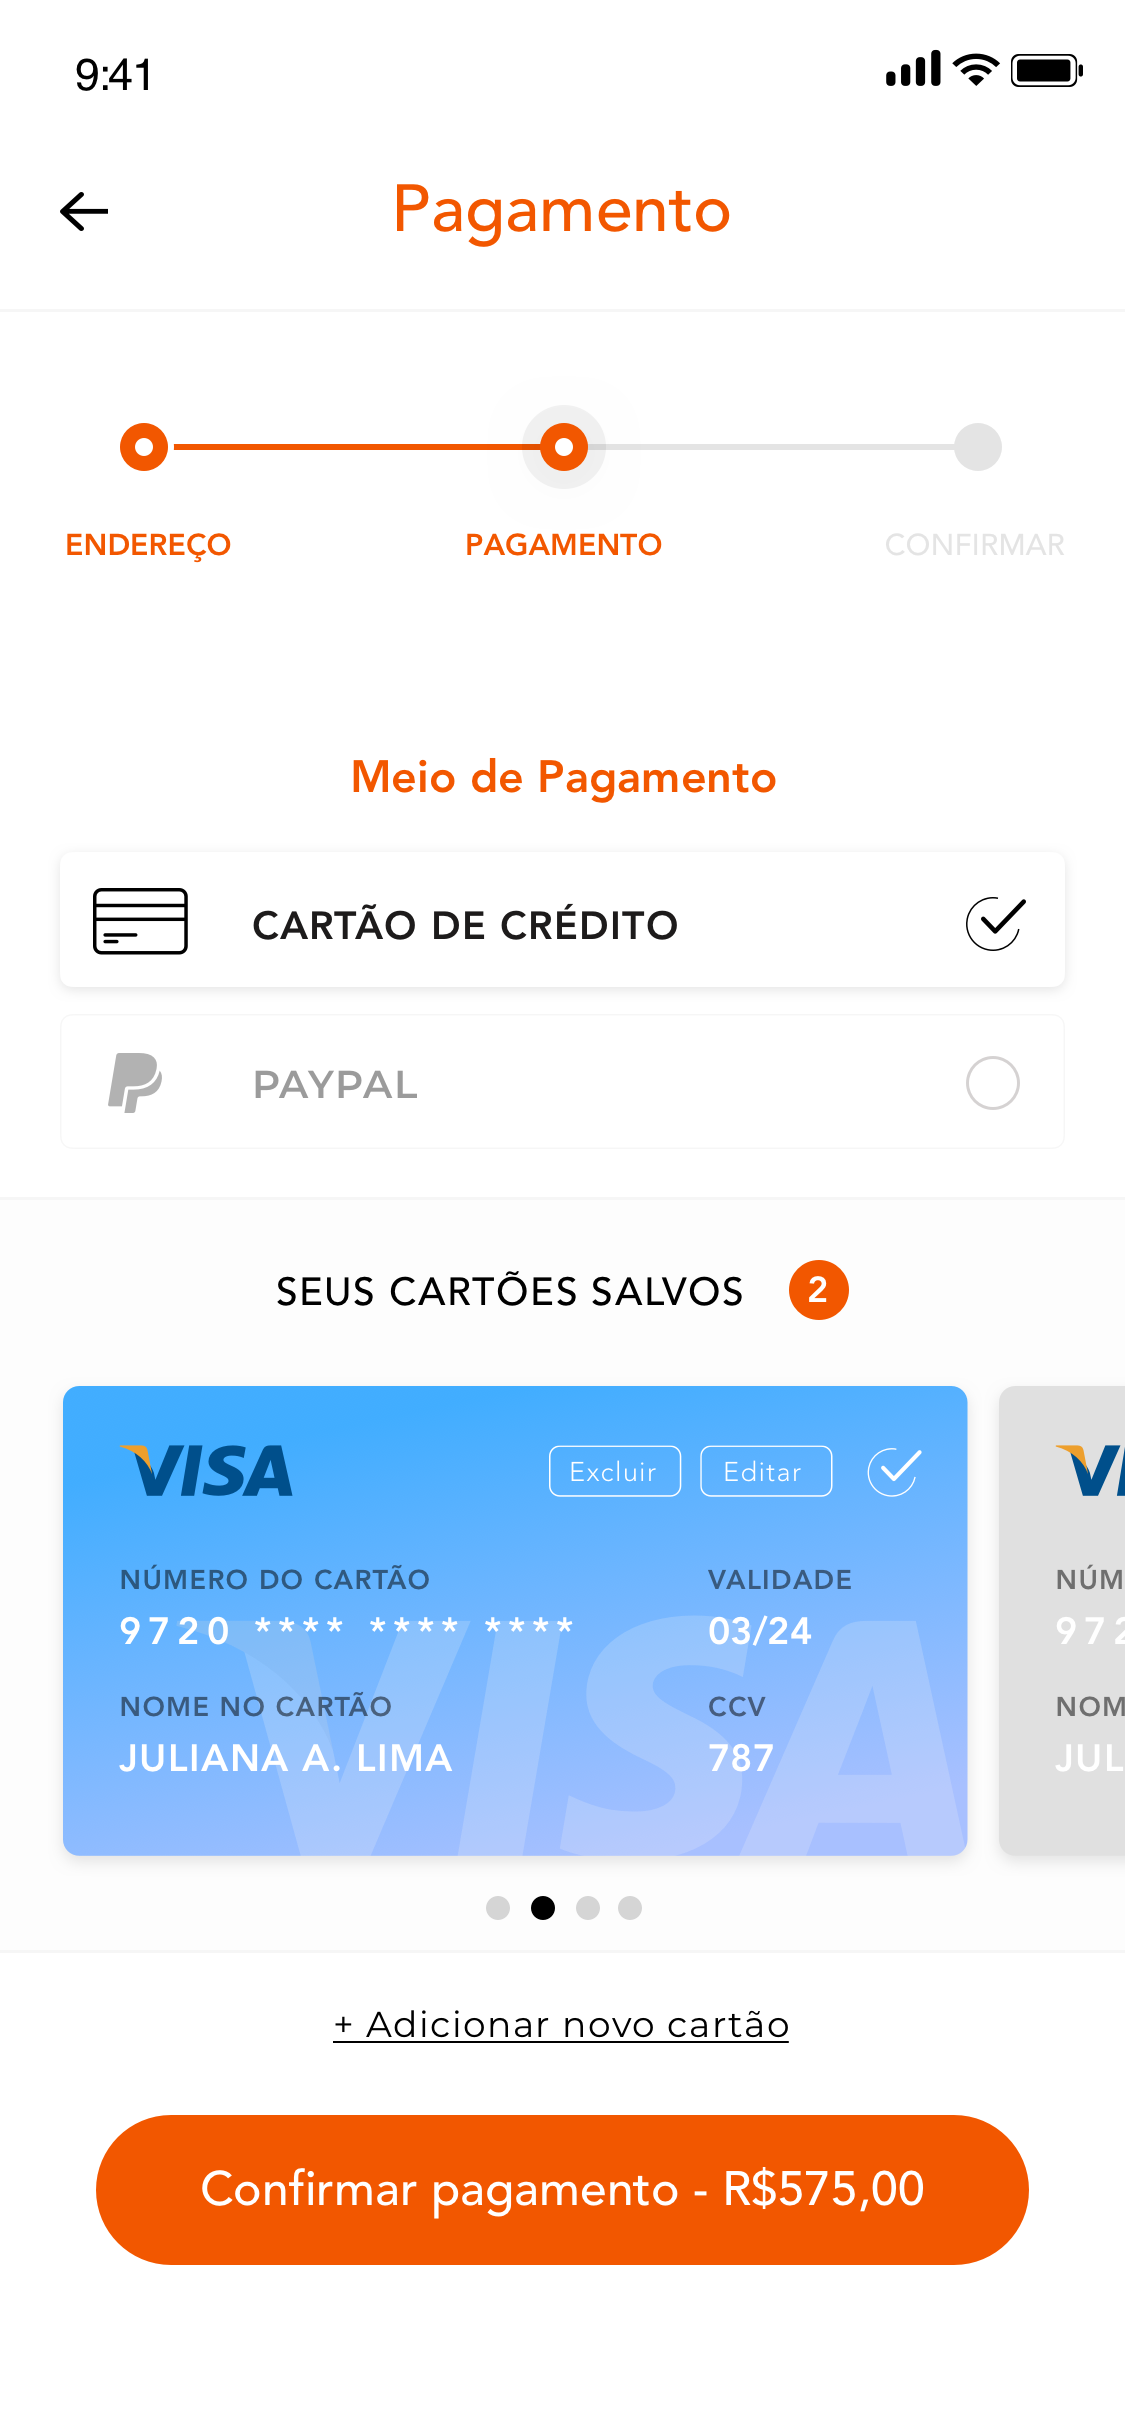 9:41
Pagamento
ENDEREÇO PAGAMENTO CONFIRMAR
Meio de Pagamento
CARTÃO DE CRÉDITO
PAYPAL
SEUS CARTÕES SALVOS 2
VISA Excluir Editar
NÚMERO DO CARTÃO VALIDADE NÚM
9720 **** **** **** 03/24 972
NOME NO CARTÃO CCV NOM
JULIANA A. LIMA 787 JUL
VISA
+ Adicionar novo cartão
Confirmar pagamento - R$575,00